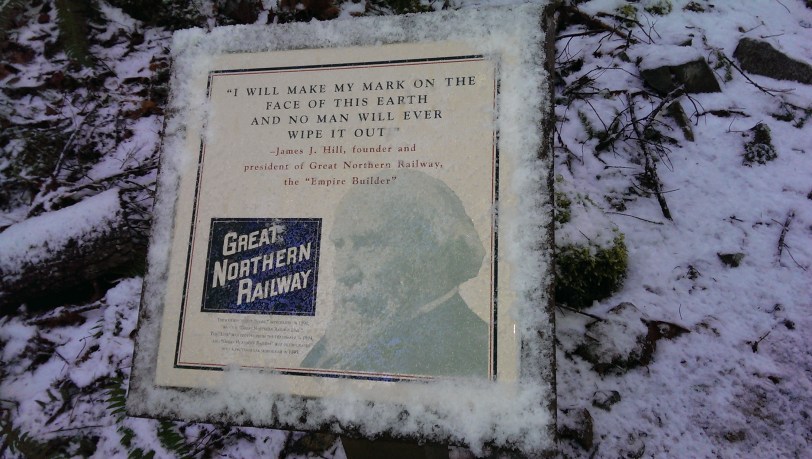 "I WILL MAKE MY MARK ON THE
FACE OF THIS EARTH
AND NO MAN WILL EVER
WIPE IT OUT "
–James J. Hill, founder and
president of Great Northern Railway,
the "Empire Builder"
GREAT
NORTHERN
RAILWAY